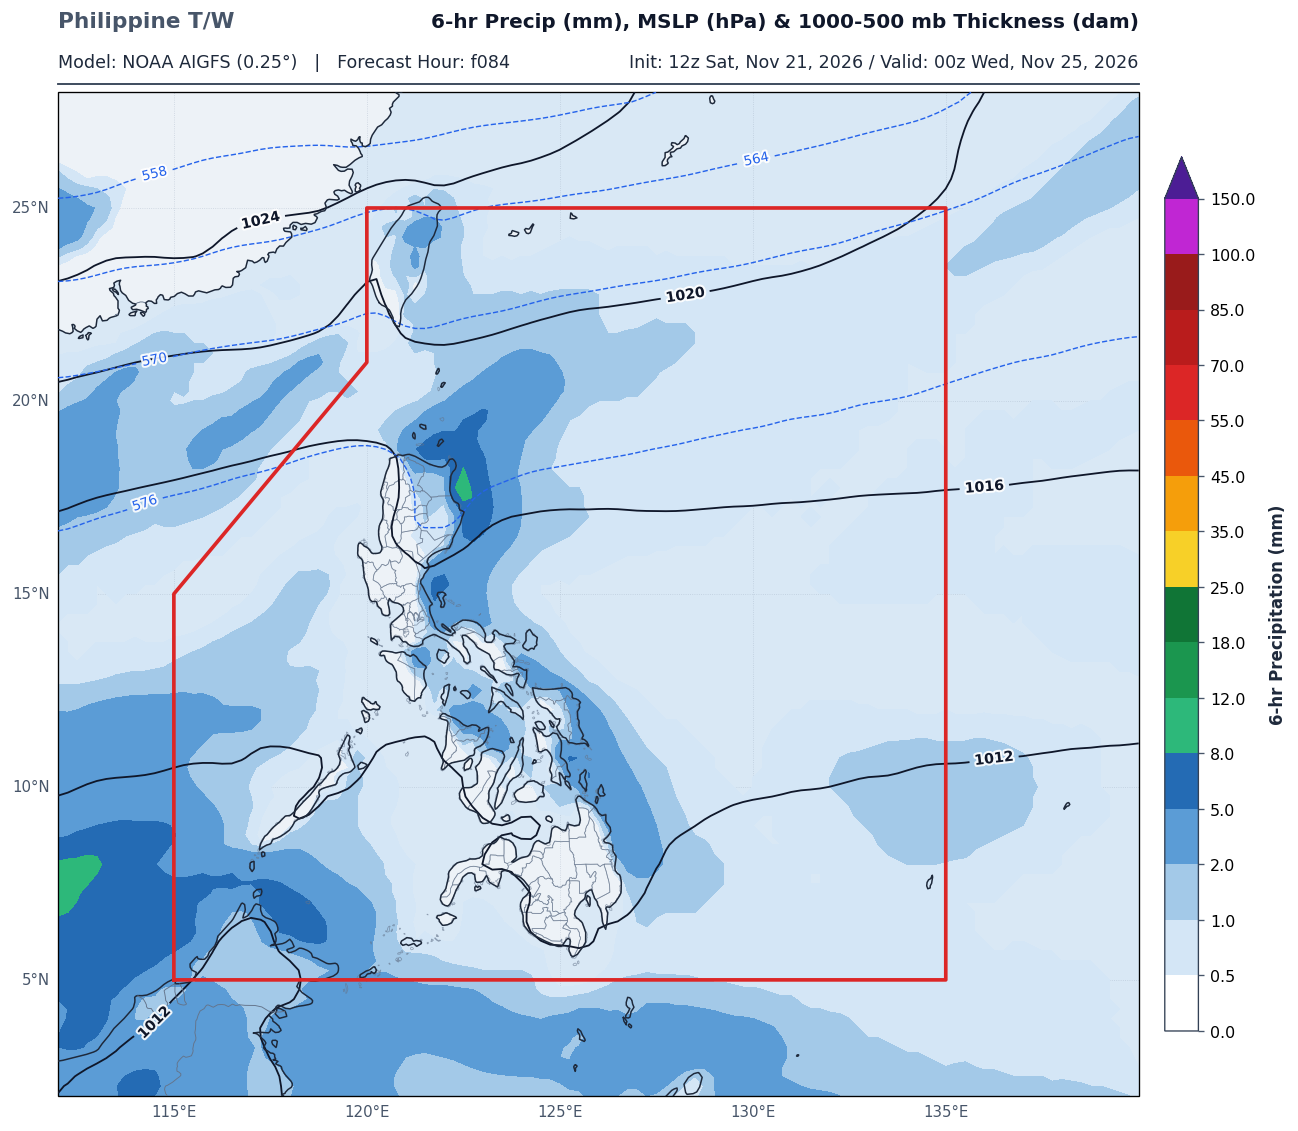 Philippine T/W
6-hr Precip (mm), MSLP (hPa) & 1000-500 mb Thickness (dam)
Model: NOAA AIGFS (0.25°)   |   Forecast Hour: f084
Init: 12z Sat, Nov 21, 2026 / Valid: 00z Wed, Nov 25, 2026
558
564
1024
25°N
1020
570
20°N
576
1016
15°N
1012
10°N
5°N
1012
115°E
120°E
125°E
130°E
135°E
150.0
100.0
85.0
70.0
55.0
45.0
35.0
25.0
18.0
12.0
8.0
5.0
2.0
1.0
0.5
0.0
6-hr Precipitation (mm)